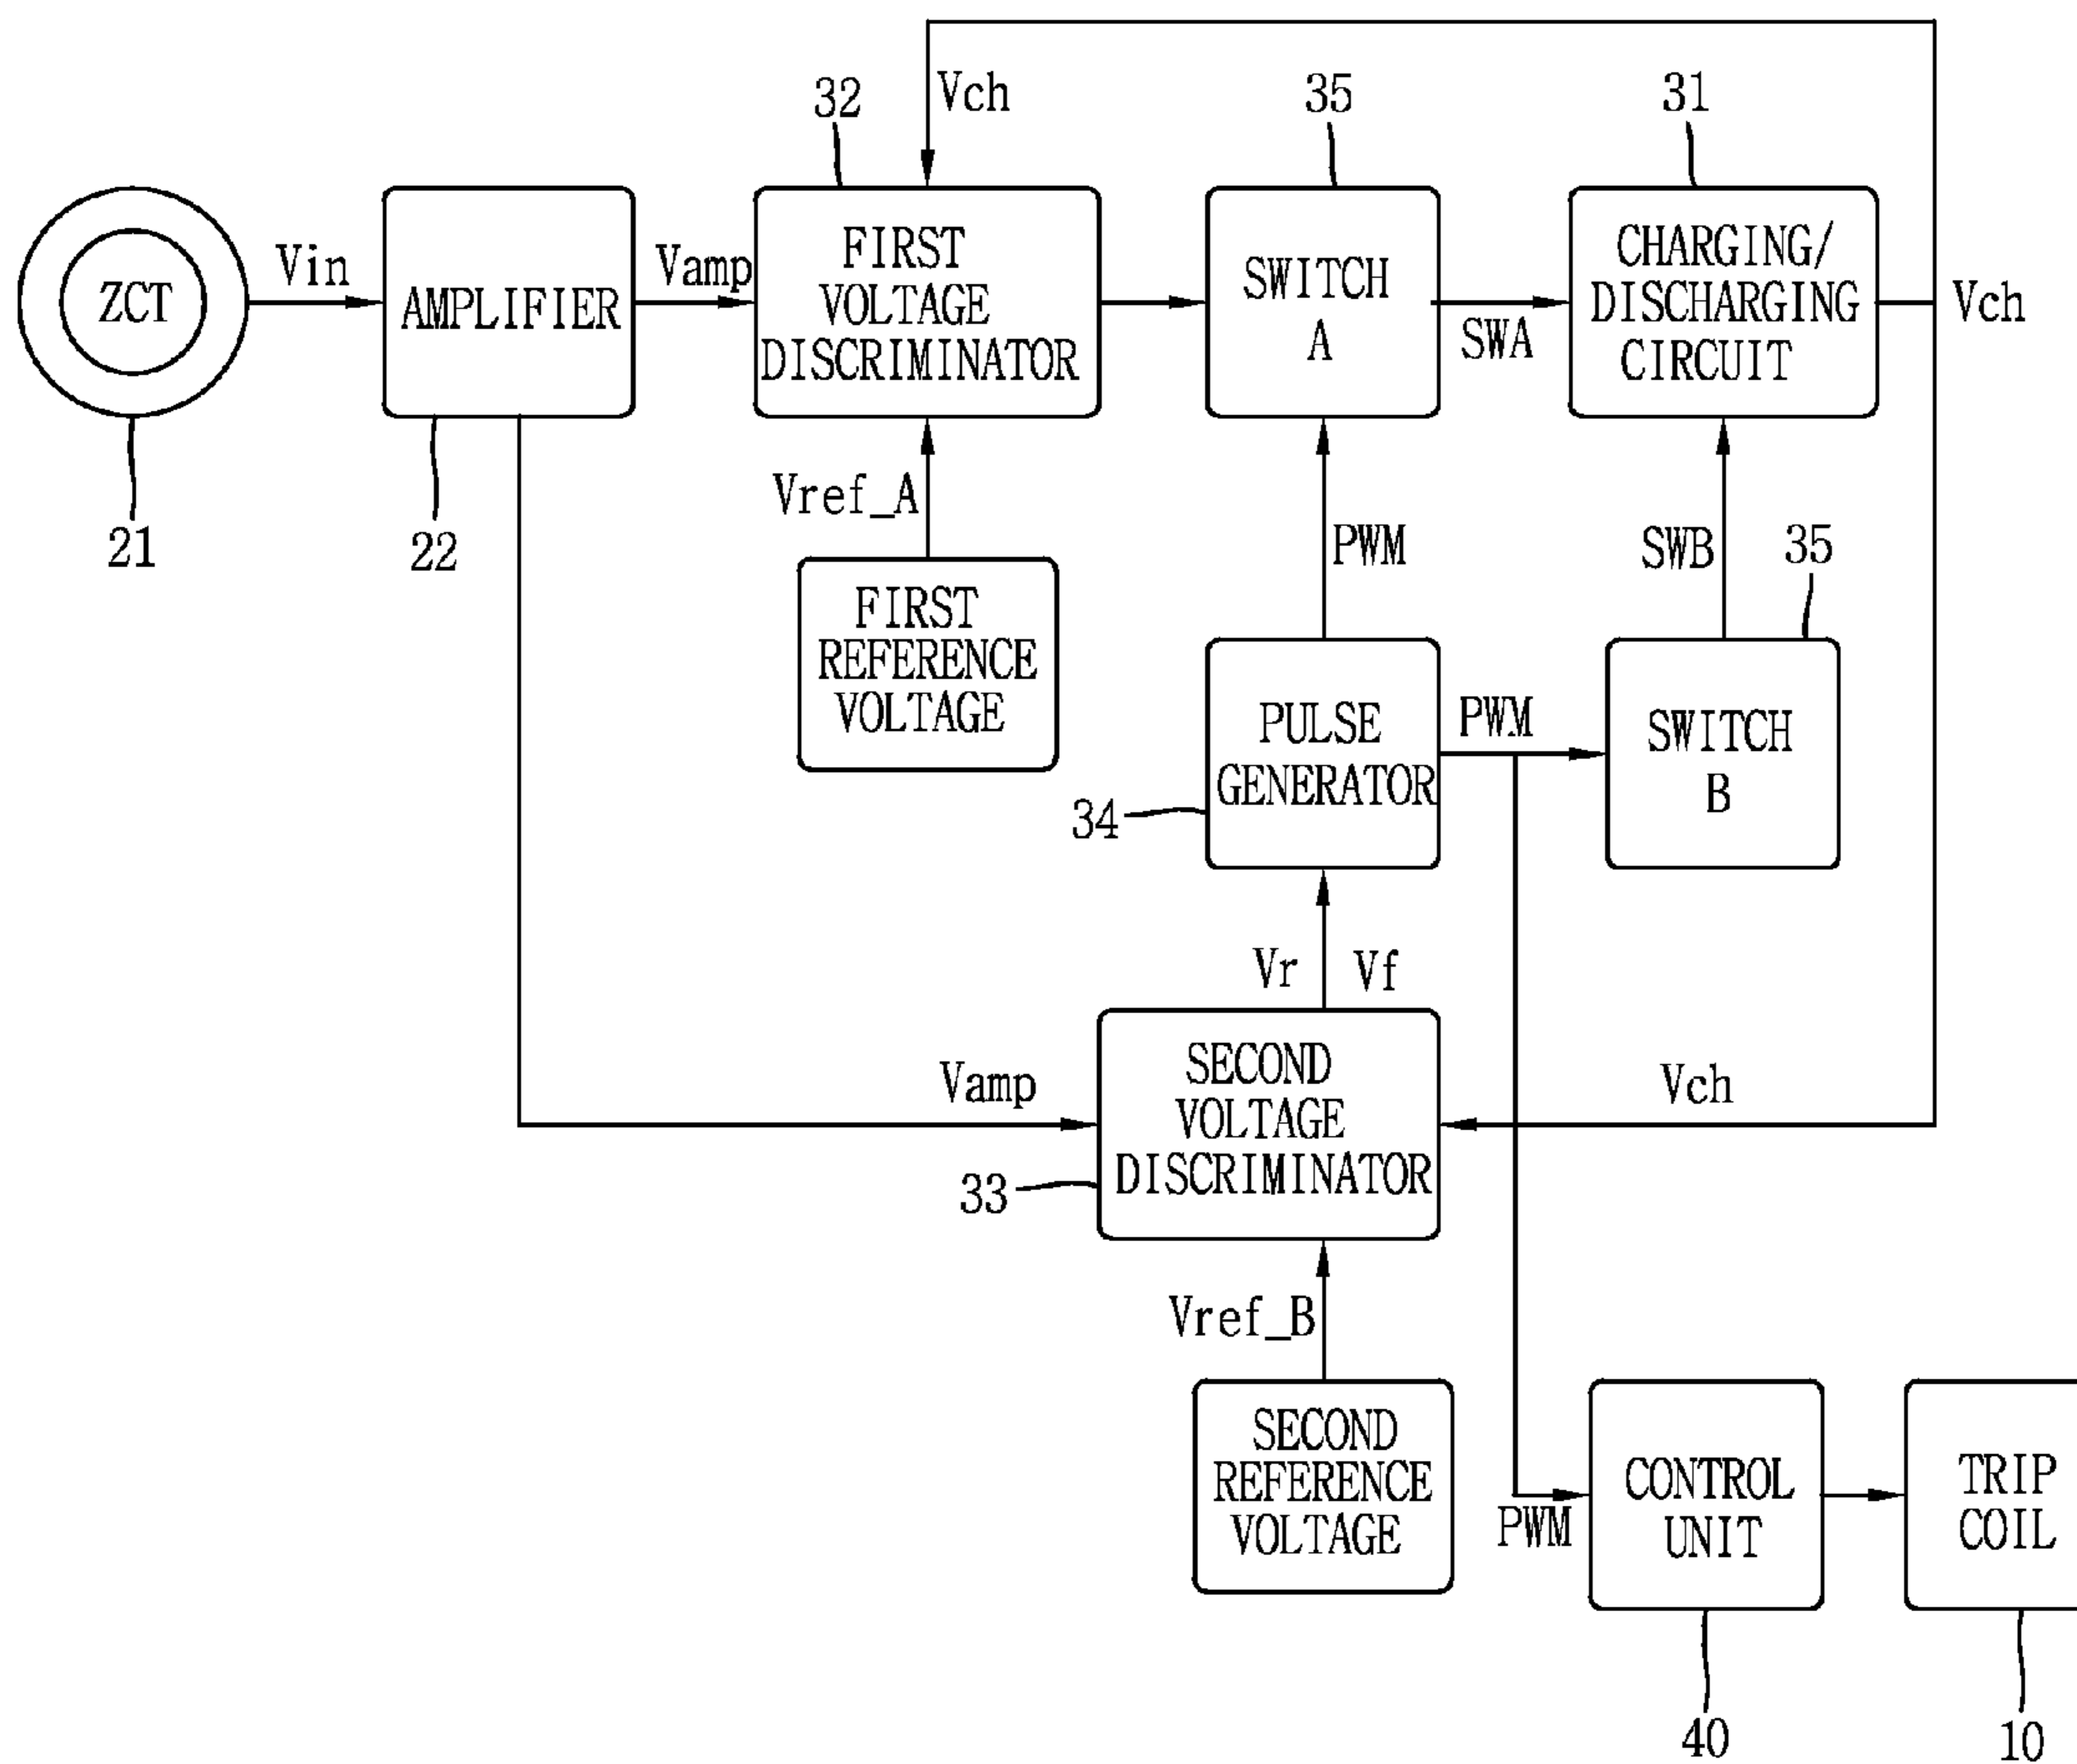 Vch
32
35
31
ZCT
Vin
AMPLIFIER
Vamp
FIRST
VOLTAGE
DISCRIMINATOR
SWITCH
A
SWA
CHARGING/
DISCHARGING
CIRCUIT
Vch
21
22
Vref_A
PWM
SWB
35
FIRST
REFERENCE
VOLTAGE
PULSE
GENERATOR
34
PWM
SWITCH
B
Vr
Vf
Vamp
SECOND
VOLTAGE
DISCRIMINATOR
33
Vch
Vref_B
SECOND
REFERENCE
VOLTAGE
PWM
CONTROL
UNIT
TRIP
COIL
40
10